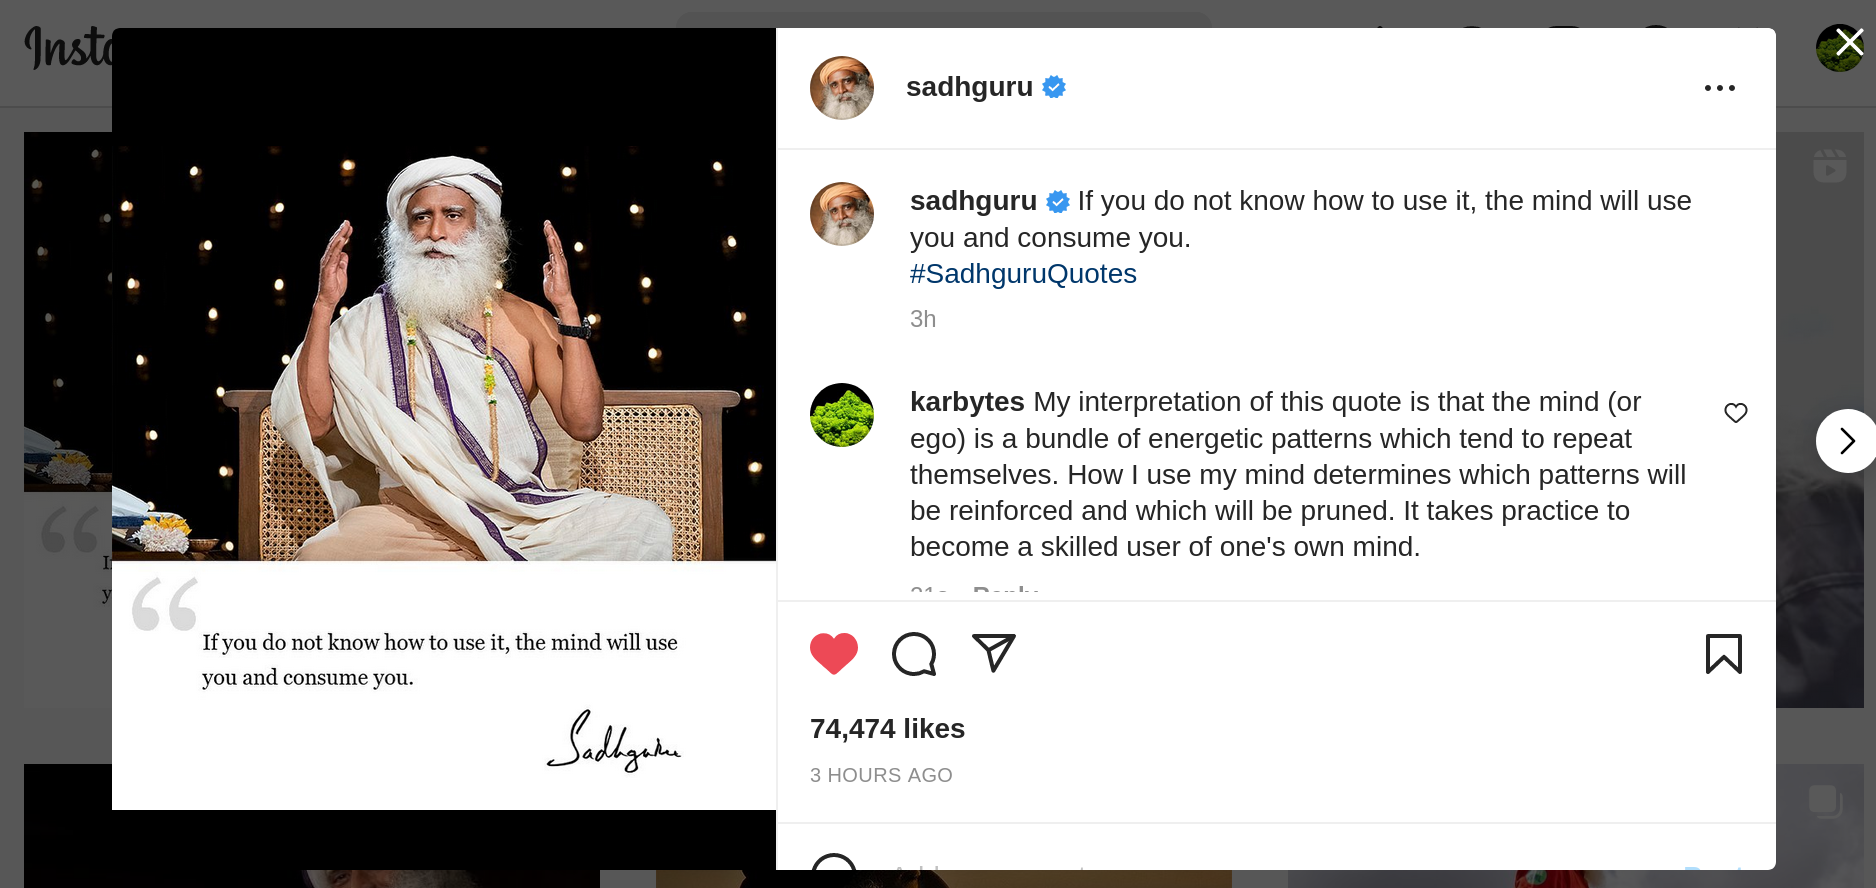 sadhguru
sadhguru If you do not know how to use it, the mind will use
you and consume you.
#SadhguruQuotes
3h
karbytes My interpretation of this quote is that the mind (or
ego) is a bundle of energetic patterns which tend to repeat
themselves. How I use my mind determines which patterns will
be reinforced and which will be pruned. It takes practice to
become a skilled user of one's own mind.
Reply
74,474 likes
3 HOURS AGO
If you do not know how to use it, the mind will use
you and consume you.
Sadhguru